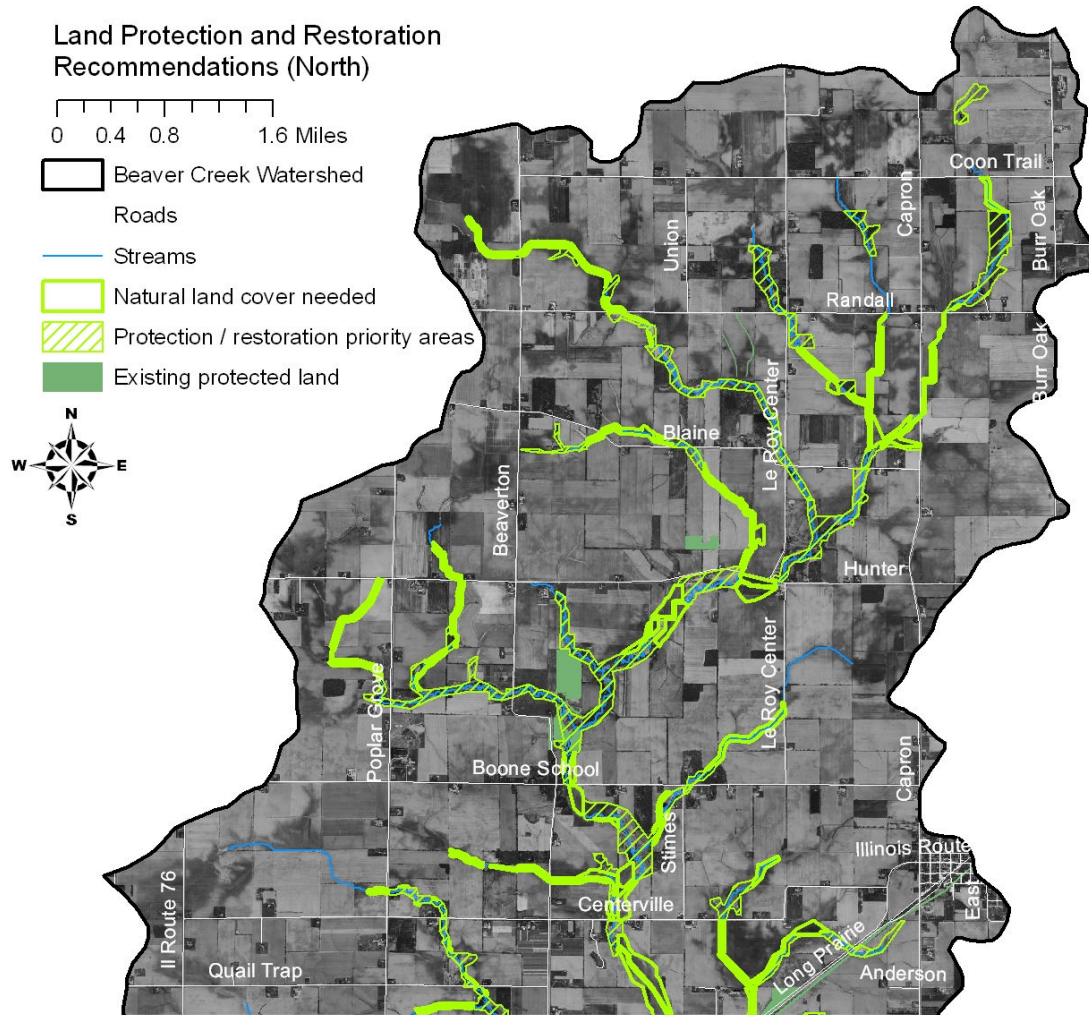 Land Protection and Restoration
Recommendations (North)
0 0.4 0.8 1.6 Miles
Beaver Creek Watershed
Roads
Streams
Natural land cover needed
Protection / restoration priority areas
Existing protected land
N
W E
S
Coon Trail
Burr Oak
Capron
Union
Randall
Burr Oak
Le Roy Center
Blaine
Beaverton
Hunter
Le Roy Center
Poplar Grove
Boone School
Capron
Stimes
Illinois Route
Il Route 76
Centerville
East
Long Prairie
Quail Trap
Anderson